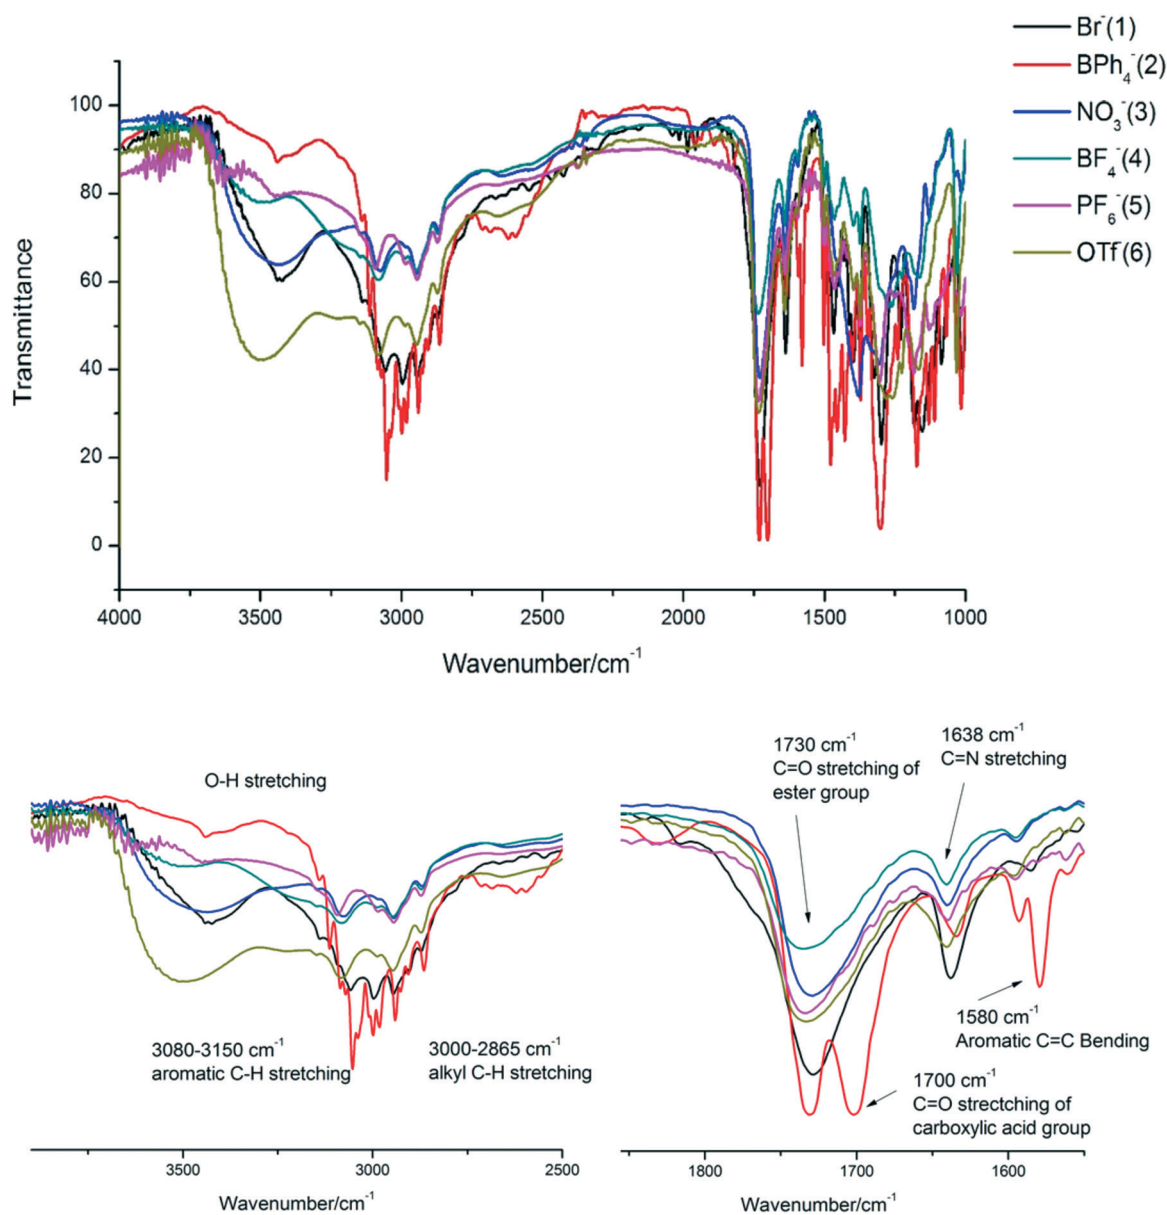 Br⁻(1)
BPh₄⁻(2)
NO₃⁻(3)
BF₄⁻(4)
PF₆⁻(5)
OTf(6)
100
80
60
40
20
0
Transmittance
4000 3500 3000 2500 2000 1500 1000
Wavenumber/cm⁻¹
O-H stretching
3080-3150 cm⁻¹
aromatic C-H stretching
3000-2865 cm⁻¹
alkyl C-H stretching
3500 3000 2500
Wavenumber/cm⁻¹
1730 cm⁻¹
C=O stretching of
ester group
1638 cm⁻¹
C=N stretching
1580 cm⁻¹
Aromatic C=C Bending
1700 cm⁻¹
C=O strectching of
carboxylic acid group
1800 1700 1600
Wavenumber/cm⁻¹